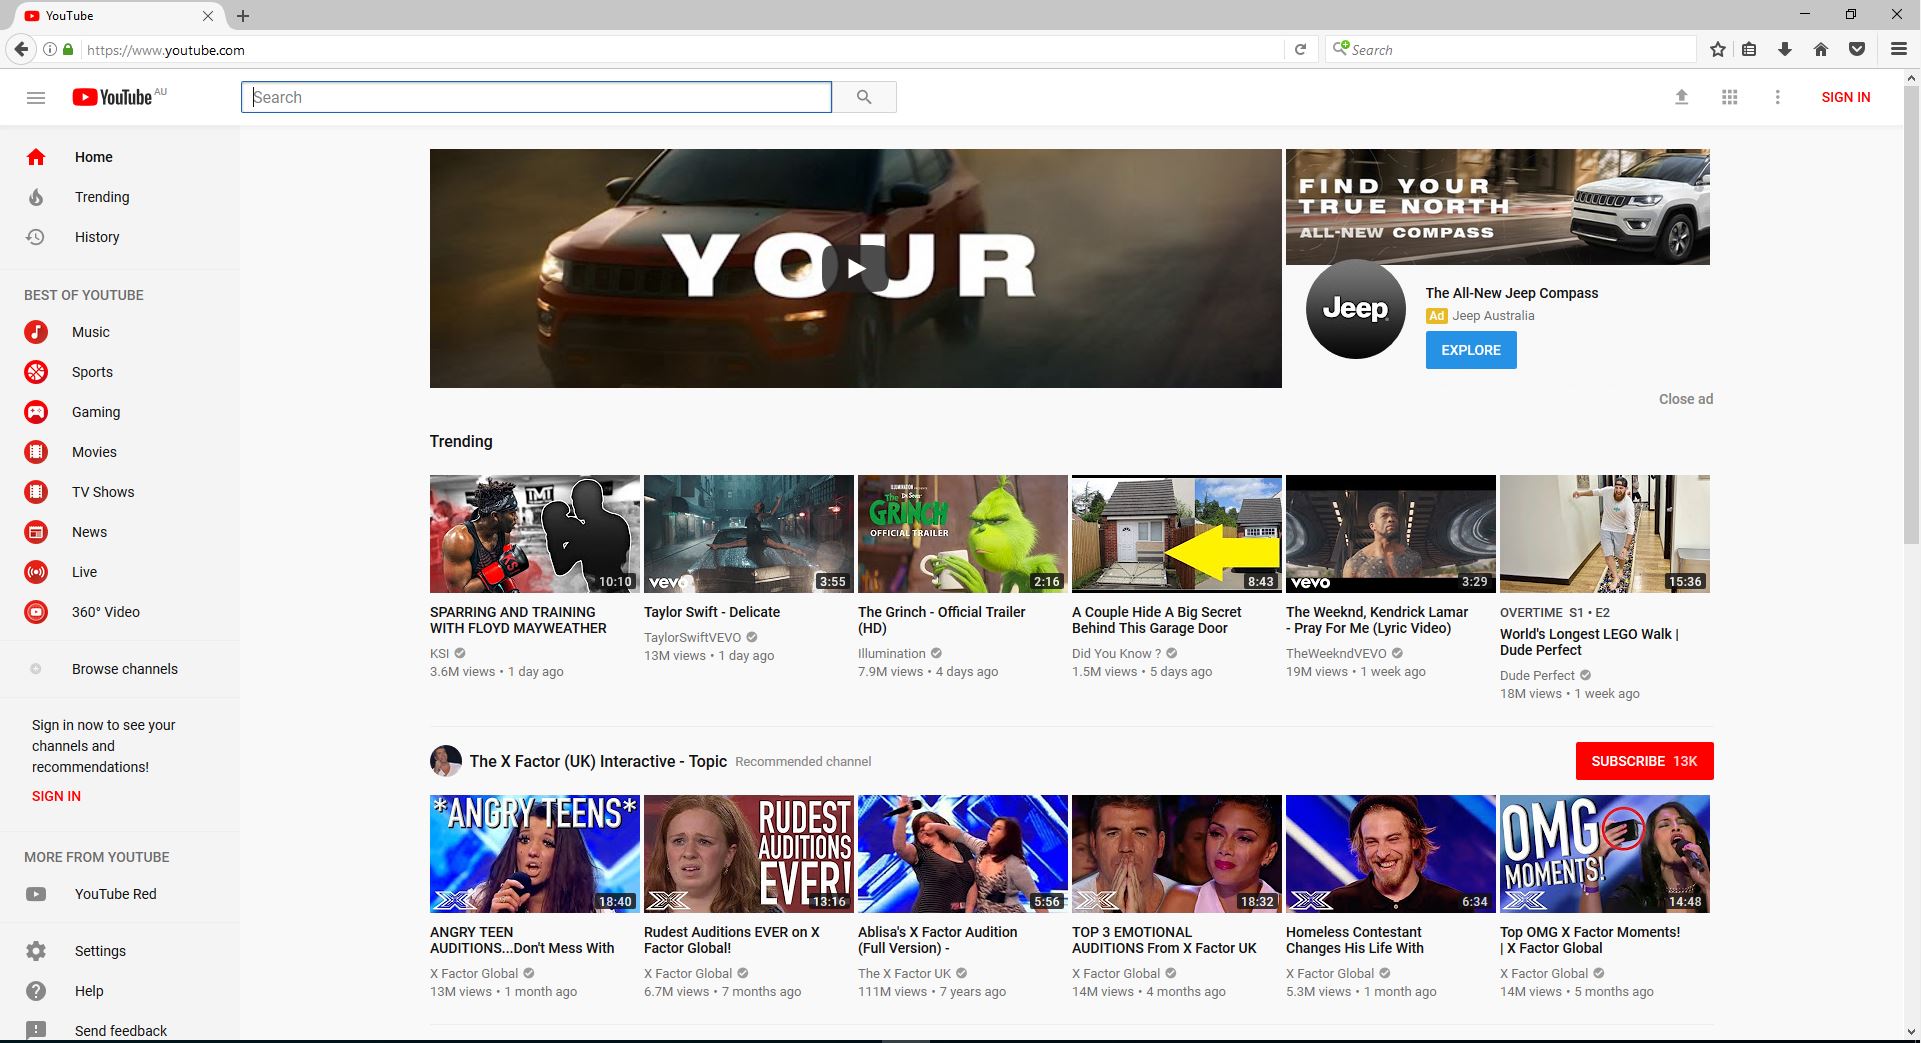 YouTube
https://www.youtube.com
Search
YouTube AU
Search
SIGN IN
Home
Trending
History
BEST OF YOUTUBE
Music
Sports
Gaming
Movies
TV Shows
News
Live
360° Video
Browse channels
Sign in now to see your
channels and
recommendations!
SIGN IN
MORE FROM YOUTUBE
YouTube Red
Settings
Help
Send feedback
YOUR
FIND YOUR
TRUE NORTH
ALL-NEW COMPASS
Jeep
The All-New Jeep Compass
Ad Jeep Australia
EXPLORE
Close ad
Trending
TMT
10:10
SPARRING AND TRAINING
WITH FLOYD MAYWEATHER
KSI
3.6M views • 1 day ago
vevo
3:55
Taylor Swift - Delicate
TaylorSwiftVEVO
13M views • 1 day ago
ILLUMINATION PRESENTS
Dr. Seuss'
The
GRINCH
OFFICIAL TRAILER
2:16
The Grinch - Official Trailer
(HD)
Illumination
7.9M views • 4 days ago
8:43
A Couple Hide A Big Secret
Behind This Garage Door
Did You Know ?
1.5M views • 5 days ago
vevo
3:29
The Weeknd, Kendrick Lamar
- Pray For Me (Lyric Video)
TheWeekndVEVO
19M views • 1 week ago
15:36
OVERTIME S1 • E2
World's Longest LEGO Walk |
Dude Perfect
Dude Perfect
18M views • 1 week ago
The X Factor (UK) Interactive - Topic Recommended channel
SUBSCRIBE 13K
*ANGRY TEENS*
X
18:40
ANGRY TEEN
AUDITIONS...Don't Mess With
X Factor Global
13M views • 1 month ago
RUDEST
AUDITIONS
EVER!
X
13:16
Rudest Auditions EVER on X
Factor Global!
X Factor Global
6.7M views • 7 months ago
5:56
Ablisa's X Factor Audition
(Full Version) -
The X Factor UK
111M views • 7 years ago
X
18:32
TOP 3 EMOTIONAL
AUDITIONS From X Factor UK
X Factor Global
14M views • 4 months ago
X
6:34
Homeless Contestant
Changes His Life With
X Factor Global
5.3M views • 1 month ago
OMG
MOMENTS!
X
14:48
Top OMG X Factor Moments!
| X Factor Global
X Factor Global
14M views • 5 months ago